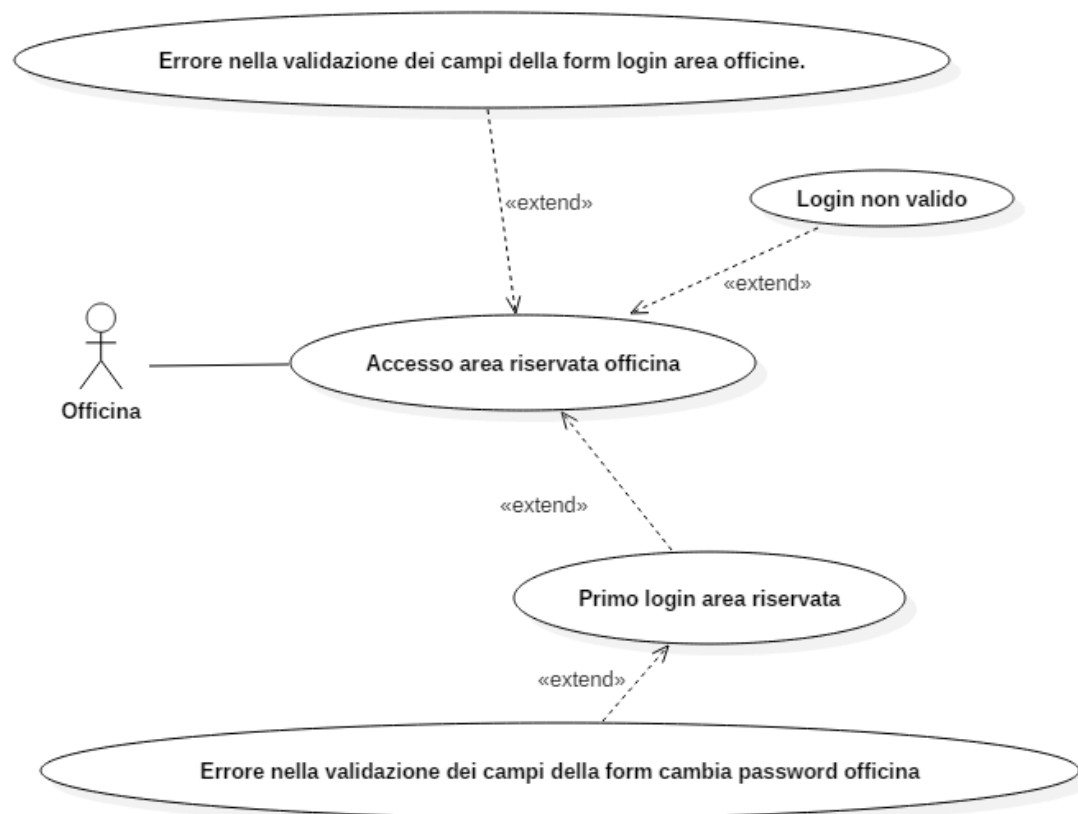 Errore nella validazione dei campi della form login area officine.
«extend»
Login non valido
«extend»
Accesso area riservata officina
Officina
«extend»
Primo login area riservata
«extend»
Errore nella validazione dei campi della form cambia password officina